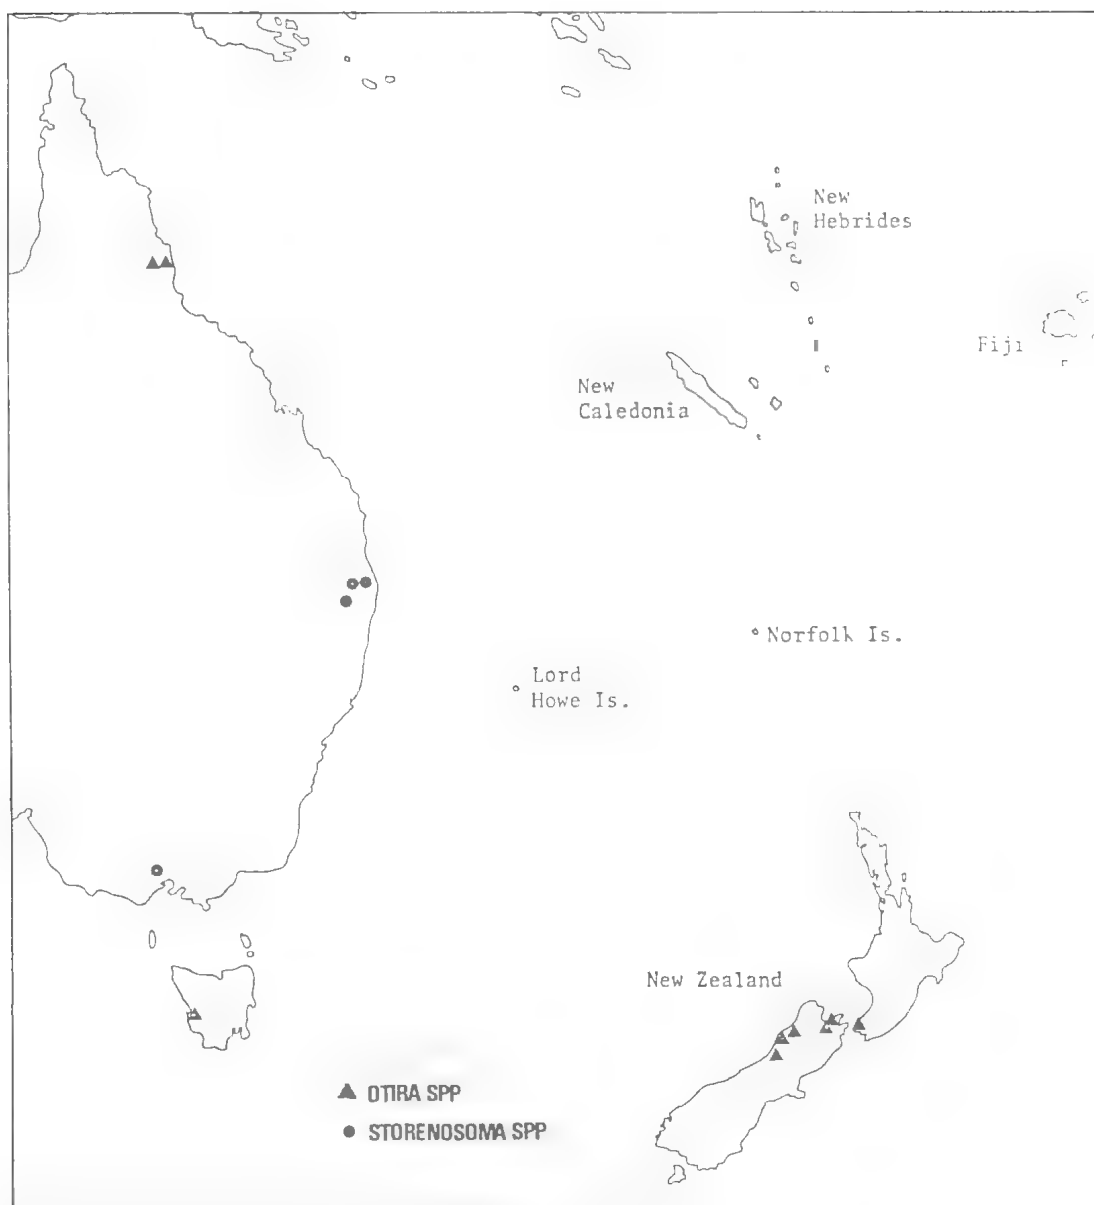 New
Hebrides
Fiji
New
Caledonia
Norfolk Is.
Lord
Howe Is.
New Zealand
OTIRA SPP
STORENOSOMA SPP